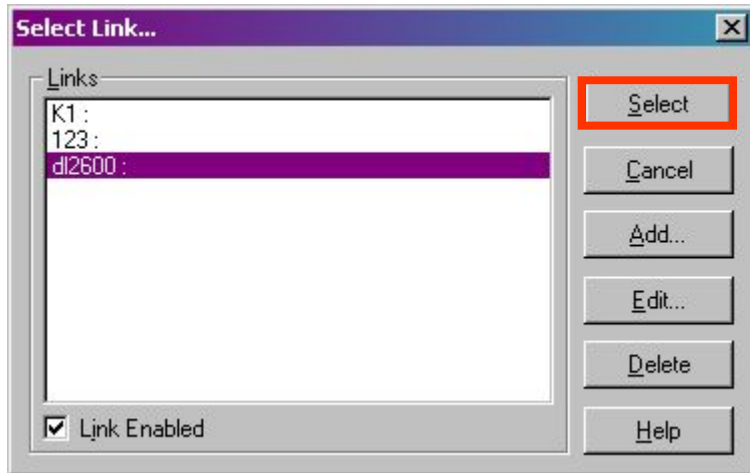 Select Link...
Links
K1 :
123 :
dl2600 :
Link Enabled
Select
Cancel
Add...
Edit...
Delete
Help